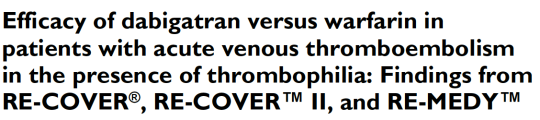 Efficacy of dabigatran versus warfarin in
patients with acute venous thromboembolism
in the presence of thrombophilia: Findings from
RE-COVER®, RE-COVER™ II, and RE-MEDY™